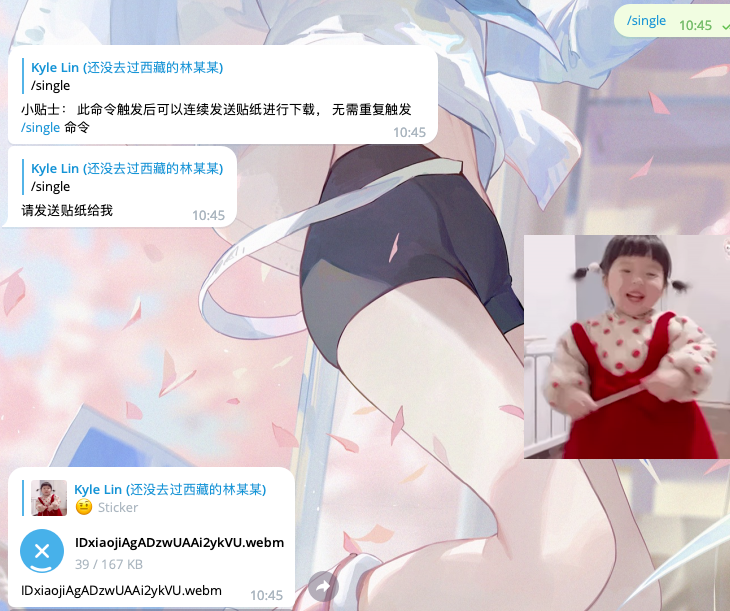 /single 10:45
Kyle Lin (还没去过西藏的林某某)
/single
小贴士： 此命令触发后可以连续发送贴纸进行下载， 无需重复触发
/single 命令
10:45
Kyle Lin (还没去过西藏的林某某)
/single
请发送贴纸给我
10:45
Kyle Lin (还没去过西藏的林某某)
Sticker
IDxiaojiAgADzwUAAi2ykVU.webm
39 / 167 KB
IDxiaojiAgADzwUAAi2ykVU.webm
10:45